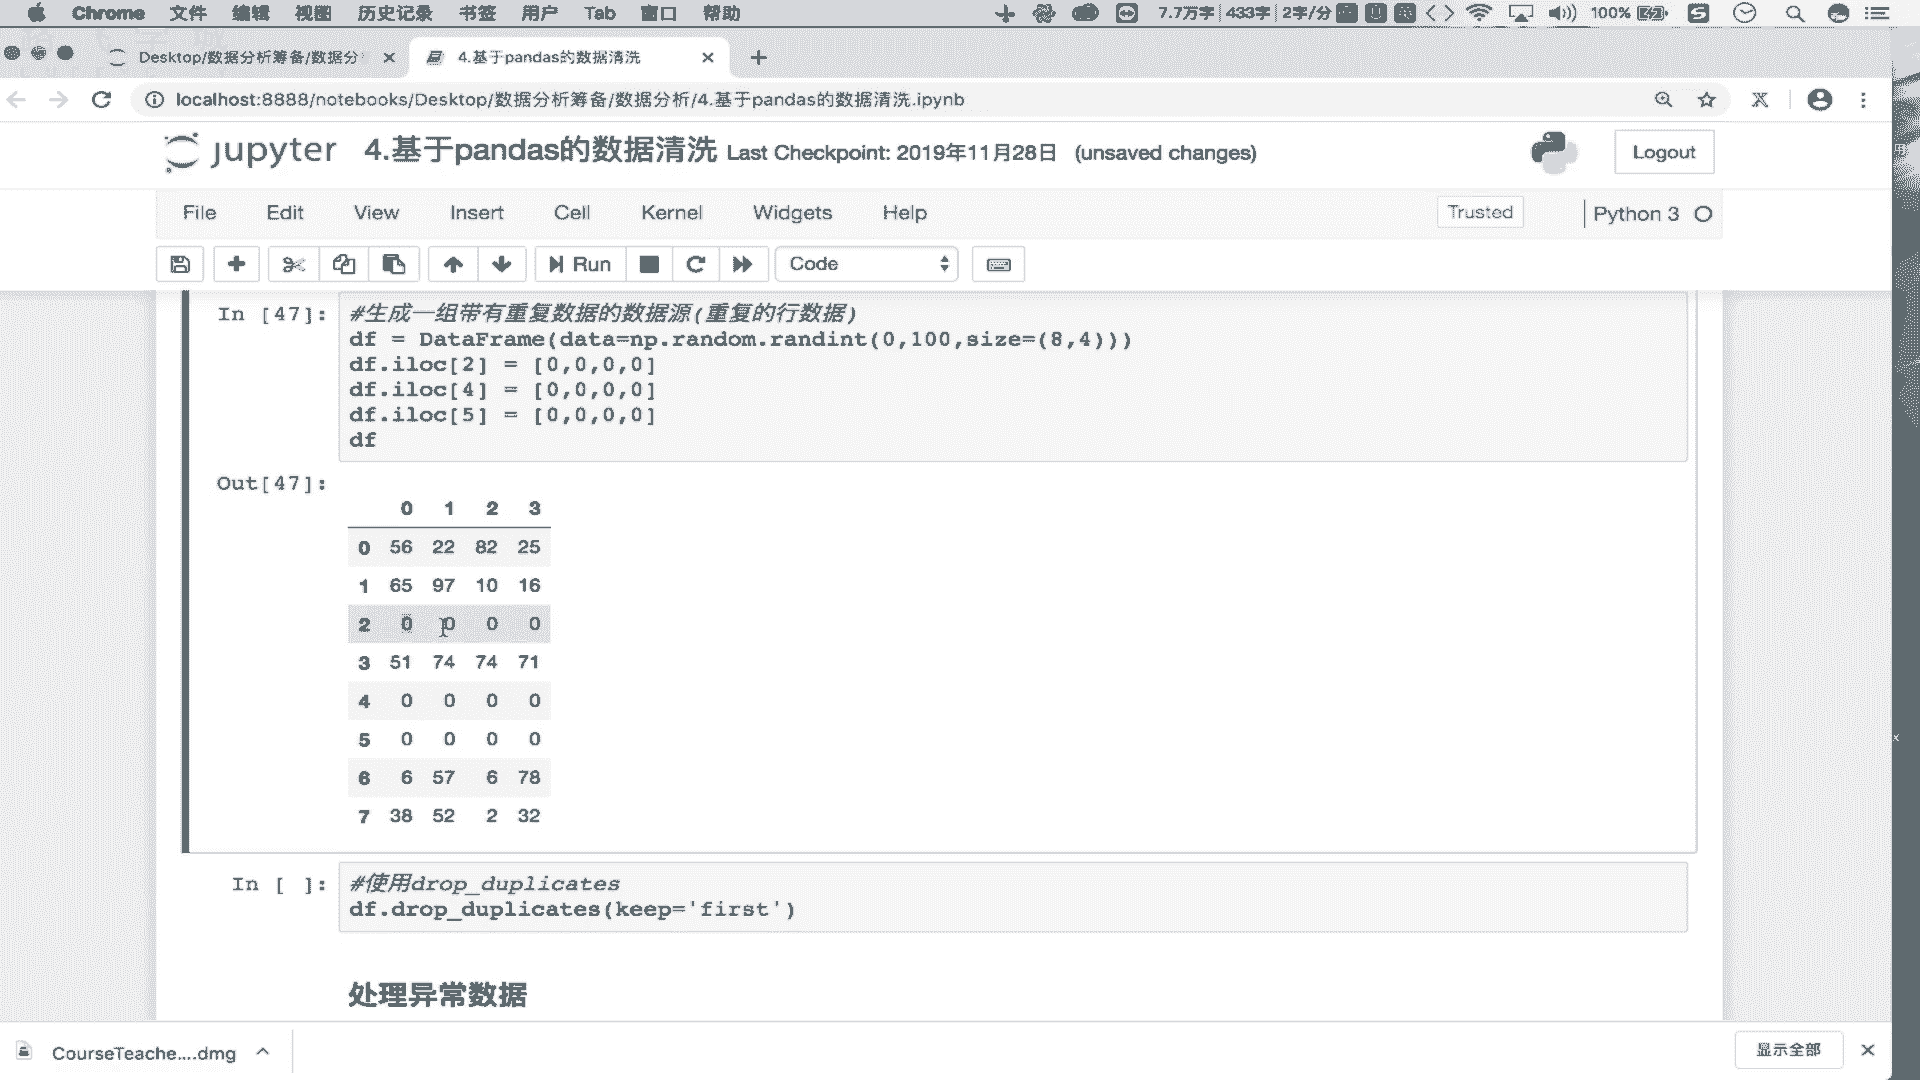 Chrome 文件 编辑 视图 历史记录 书签 用户 Tab 窗口 帮助 7.7万字 433字 2字/分 100%
Desktop/数据分析筹备/数据分 4.基于pandas的数据清洗
localhost:8888/notebooks/Desktop/数据分析筹备/数据分析/4.基于pandas的数据清洗.ipynb
jupyter 4.基于pandas的数据清洗 Last Checkpoint: 2019年11月28日 (unsaved changes) Logout
File Edit View Insert Cell Kernel Widgets Help Trusted Python 3
Run Code
In [47]: #生成一组带有重复数据的数据源(重复的行数据)
df = DataFrame(data=np.random.randint(0,100,size=(8,4)))
df.iloc[2] = [0,0,0,0]
df.iloc[4] = [0,0,0,0]
df.iloc[5] = [0,0,0,0]
df
Out[47]:
0 1 2 3
0 56 22 82 25
1 65 97 10 16
2 0 0 0 0
3 51 74 74 71
4 0 0 0 0
5 0 0 0 0
6 6 57 6 78
7 38 52 2 32
In [ ]: #使用drop_duplicates
df.drop_duplicates(keep='first')
处理异常数据
CourseTeache....dmg 显示全部